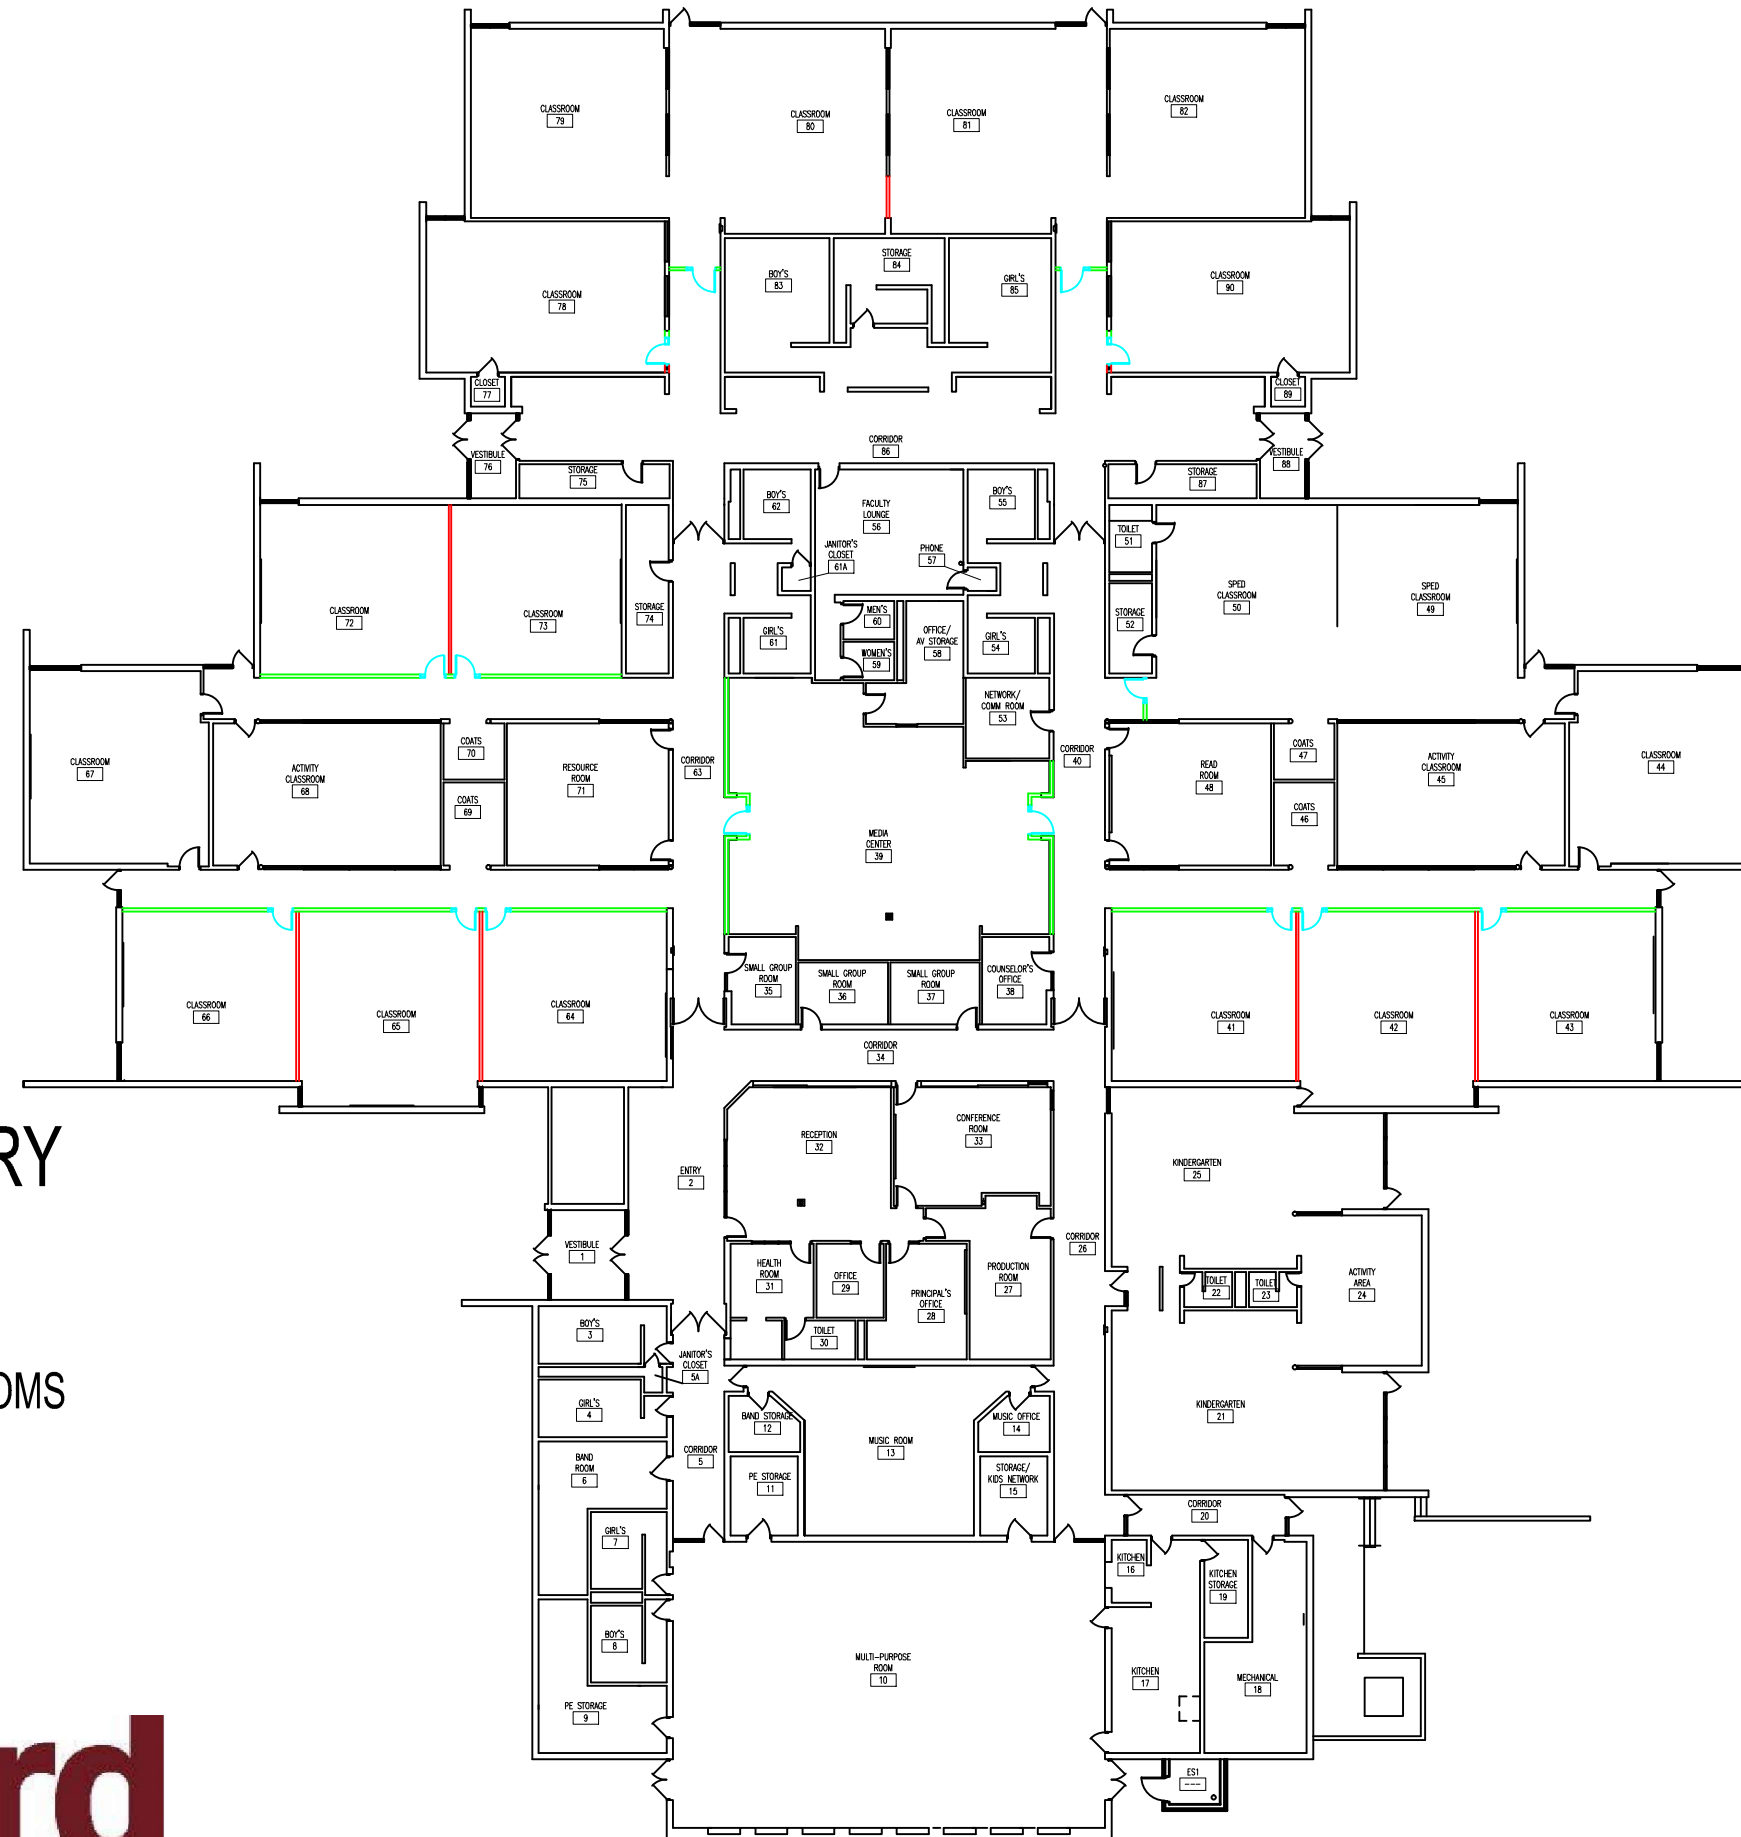 CLASSROOM
79
CLASSROOM
80
CLASSROOM
81
CLASSROOM
82
CLASSROOM
78
BOY'S
83
STORAGE
84
GIRL'S
85
CLASSROOM
90
CLOSET
77
CLOSET
89
CORRIDOR
86
VESTIBULE
76
STORAGE
75
STORAGE
87
VESTIBULE
88
BOY'S
62
FACULTY
LOUNGE
56
BOY'S
55
JANITOR'S
CLOSET
61A
PHONE
57
TOILET
51
CLASSROOM
72
CLASSROOM
73
STORAGE
74
GIRL'S
61
MEN'S
60
WOMEN'S
59
OFFICE/
AV STORAGE
58
GIRL'S
54
STORAGE
52
SPED
CLASSROOM
50
SPED
CLASSROOM
49
NETWORK/
COMM ROOM
53
CLASSROOM
67
ACTIVITY
CLASSROOM
68
COATS
70
COATS
69
RESOURCE
ROOM
71
CORRIDOR
63
MEDIA
CENTER
39
CORRIDOR
40
READ
ROOM
48
COATS
47
COATS
46
ACTIVITY
CLASSROOM
45
CLASSROOM
44
CLASSROOM
66
CLASSROOM
65
CLASSROOM
64
SMALL GROUP
ROOM
35
SMALL GROUP
ROOM
36
SMALL GROUP
ROOM
37
COUNSELOR'S
OFFICE
38
CLASSROOM
41
CLASSROOM
42
CLASSROOM
43
CORRIDOR
34
RY
ENTRY
2
RECEPTION
32
CONFERENCE
ROOM
33
KINDERGARTEN
25
VESTIBULE
1
HEALTH
ROOM
31
OFFICE
29
PRINCIPAL'S
OFFICE
28
PRODUCTION
ROOM
27
CORRIDOR
26
TOILET
22
TOILET
23
ACTIVITY
AREA
24
BOY'S
3
TOILET
30
JANITOR'S
CLOSET
5A
OMS
GIRL'S
4
BAND STORAGE
12
MUSIC ROOM
13
MUSIC OFFICE
14
KINDERGARTEN
21
BAND
ROOM
6
CORRIDOR
5
PE STORAGE
11
STORAGE/
KIDS NETWORK
15
CORRIDOR
20
GIRL'S
7
KITCHEN
16
KITCHEN
STORAGE
19
BOY'S
8
MULTI-PURPOSE
ROOM
10
KITCHEN
17
MECHANICAL
18
PE STORAGE
9
ES1
---
rd